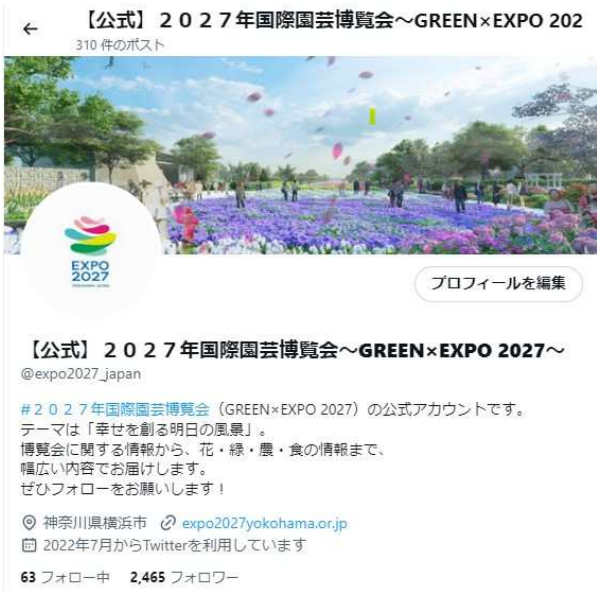 【公式】２０２７年国際園芸博覧会～GREEN×EXPO 202
310 件のポスト
EXPO
2027
プロフィールを編集
【公式】２０２７年国際園芸博覧会～GREEN×EXPO 2027～
@expo2027_japan
#２０２７年国際園芸博覧会（GREEN×EXPO 2027）の公式アカウントです。
テーマは「幸せを創る明日の風景」。
博覧会に関する情報から、花・緑・農・食の情報まで、
幅広い内容でお届けします。
ぜひフォローをお願いします！
神奈川県横浜市 expo2027yokohama.or.jp
2022年7月からTwitterを利用しています
63 フォロー中 2,465 フォロワー